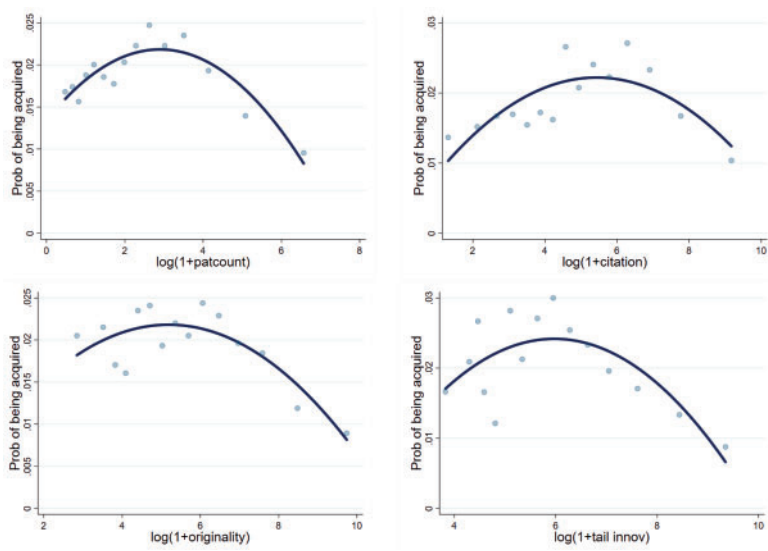 Prob of being acquired
.025
.02
.015
.01
.005
0
0 2 4 6 8
log(1+patcount)
Prob of being acquired
.03
.02
.01
0
2 4 6 8 10
log(1+citation)
Prob of being acquired
.025
.02
.015
.01
.005
0
2 4 6 8 10
log(1+originality)
Prob of being acquired
.03
.02
.01
0
4 6 8 10
log(1+tail innov)